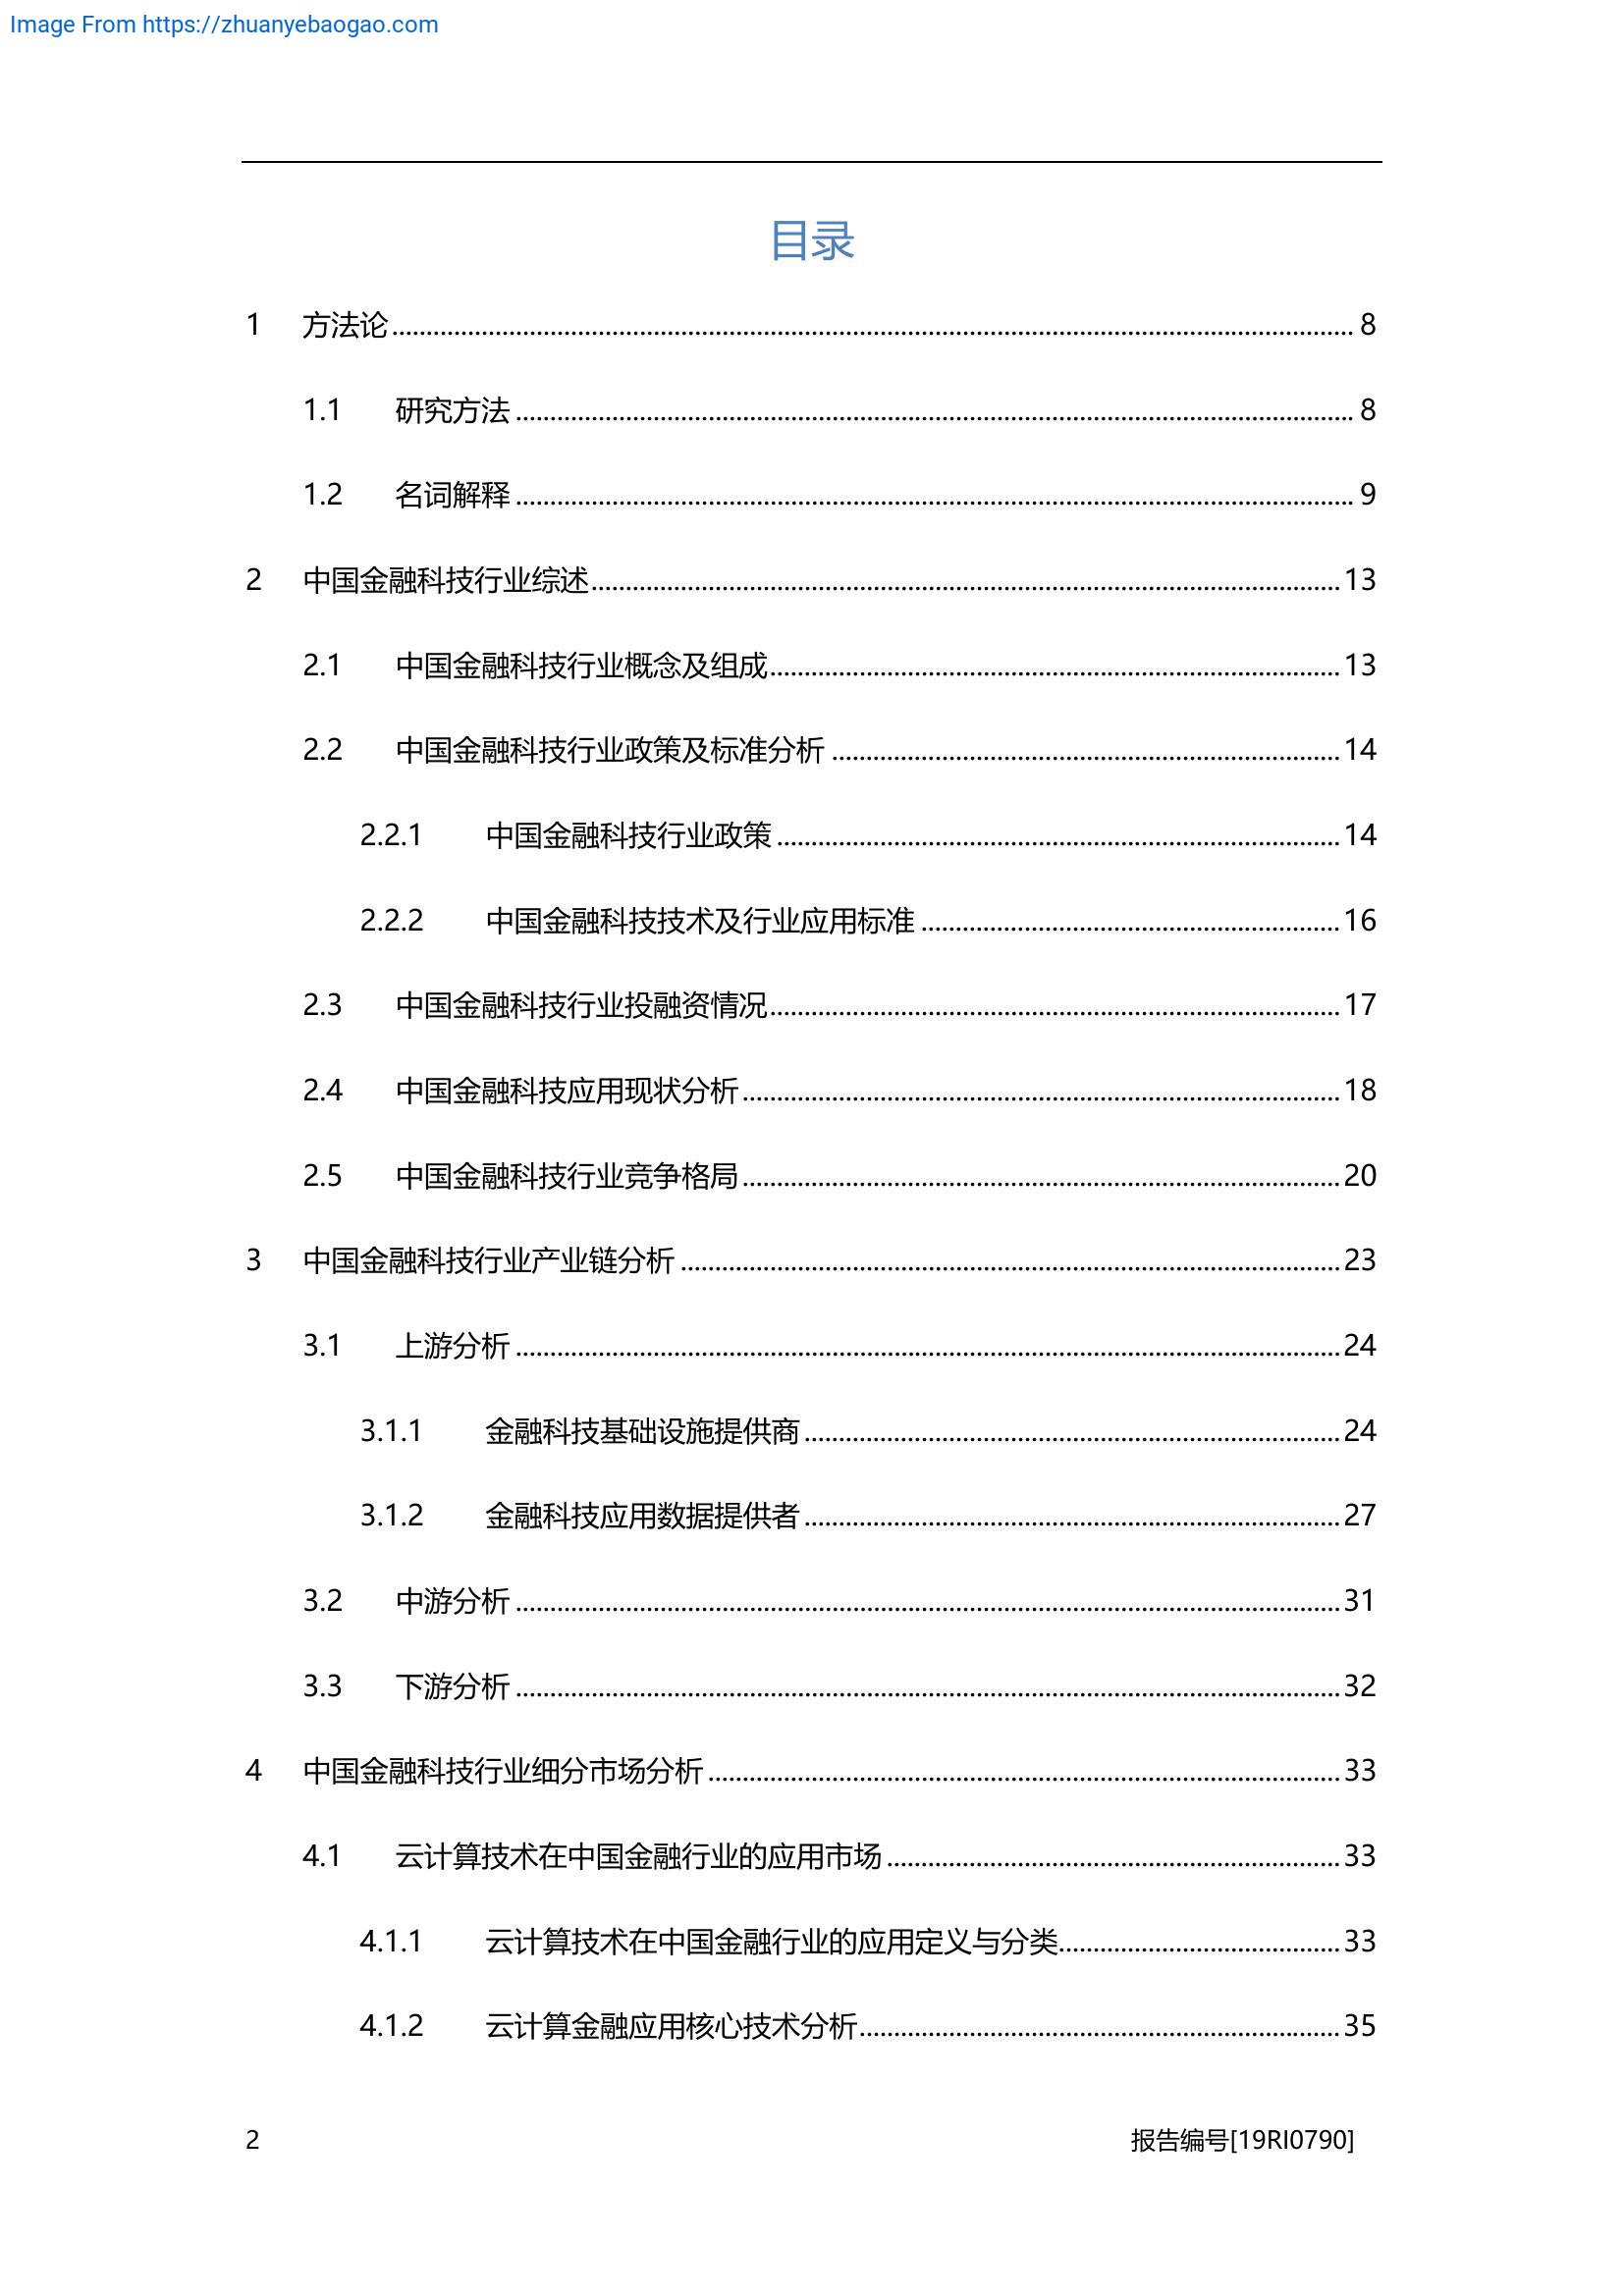 Image From https://zhuanyebaogao.com
目录
1 方法论 8
1.1 研究方法 8
1.2 名词解释 9
2 中国金融科技行业综述 13
2.1 中国金融科技行业概念及组成 13
2.2 中国金融科技行业政策及标准分析 14
2.2.1 中国金融科技行业政策 14
2.2.2 中国金融科技技术及行业应用标准 16
2.3 中国金融科技行业投融资情况 17
2.4 中国金融科技应用现状分析 18
2.5 中国金融科技行业竞争格局 20
3 中国金融科技行业产业链分析 23
3.1 上游分析 24
3.1.1 金融科技基础设施提供商 24
3.1.2 金融科技应用数据提供者 27
3.2 中游分析 31
3.3 下游分析 32
4 中国金融科技行业细分市场分析 33
4.1 云计算技术在中国金融行业的应用市场 33
4.1.1 云计算技术在中国金融行业的应用定义与分类 33
4.1.2 云计算金融应用核心技术分析 35
2 报告编号[19RI0790]